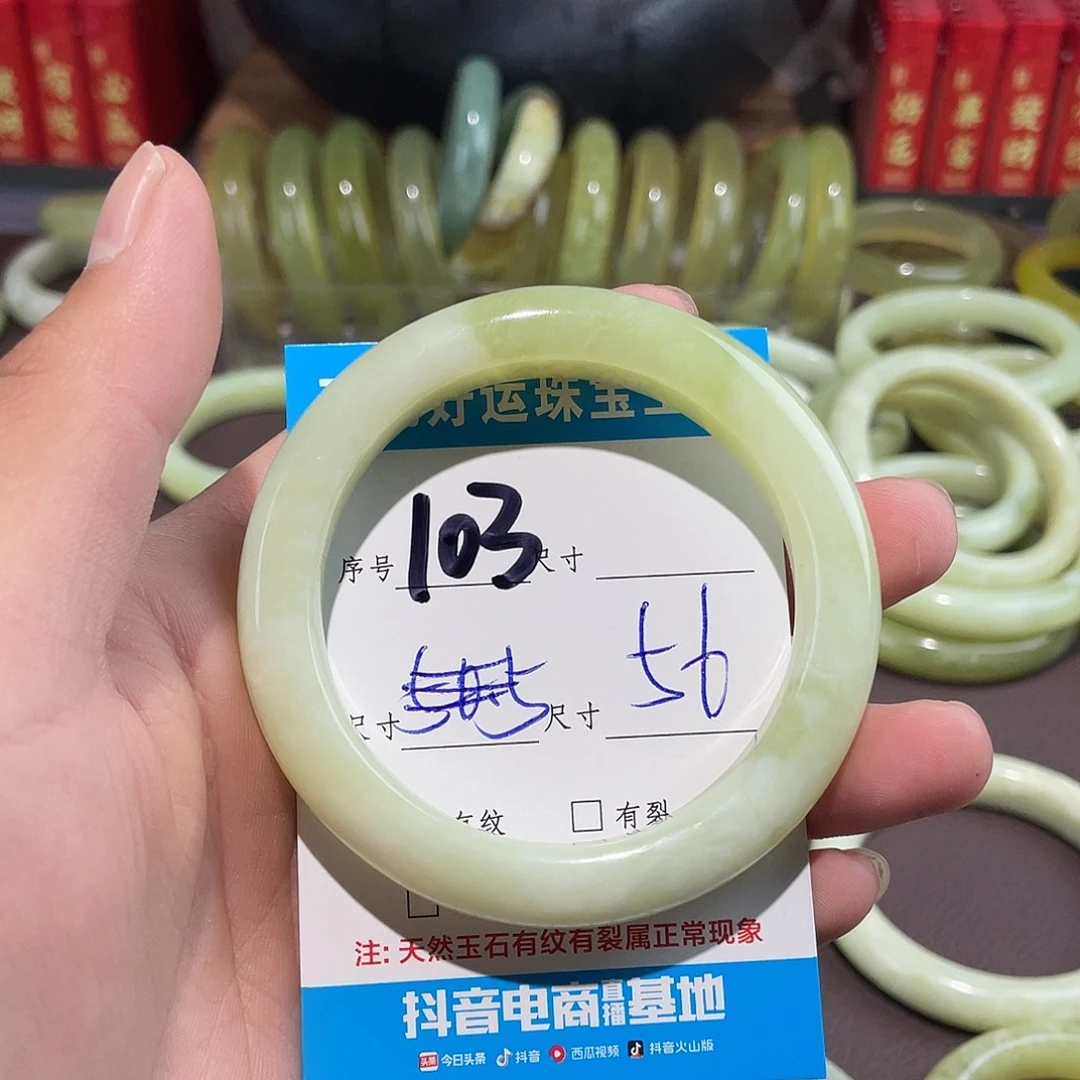 好运珠宝
序号 103 尺寸
尺寸 56.5 尺寸 56
有纹 有裂
注: 天然玉石有纹有裂属正常现象
抖音电商直播基地
今日头条 抖音 西瓜视频 抖音火山版